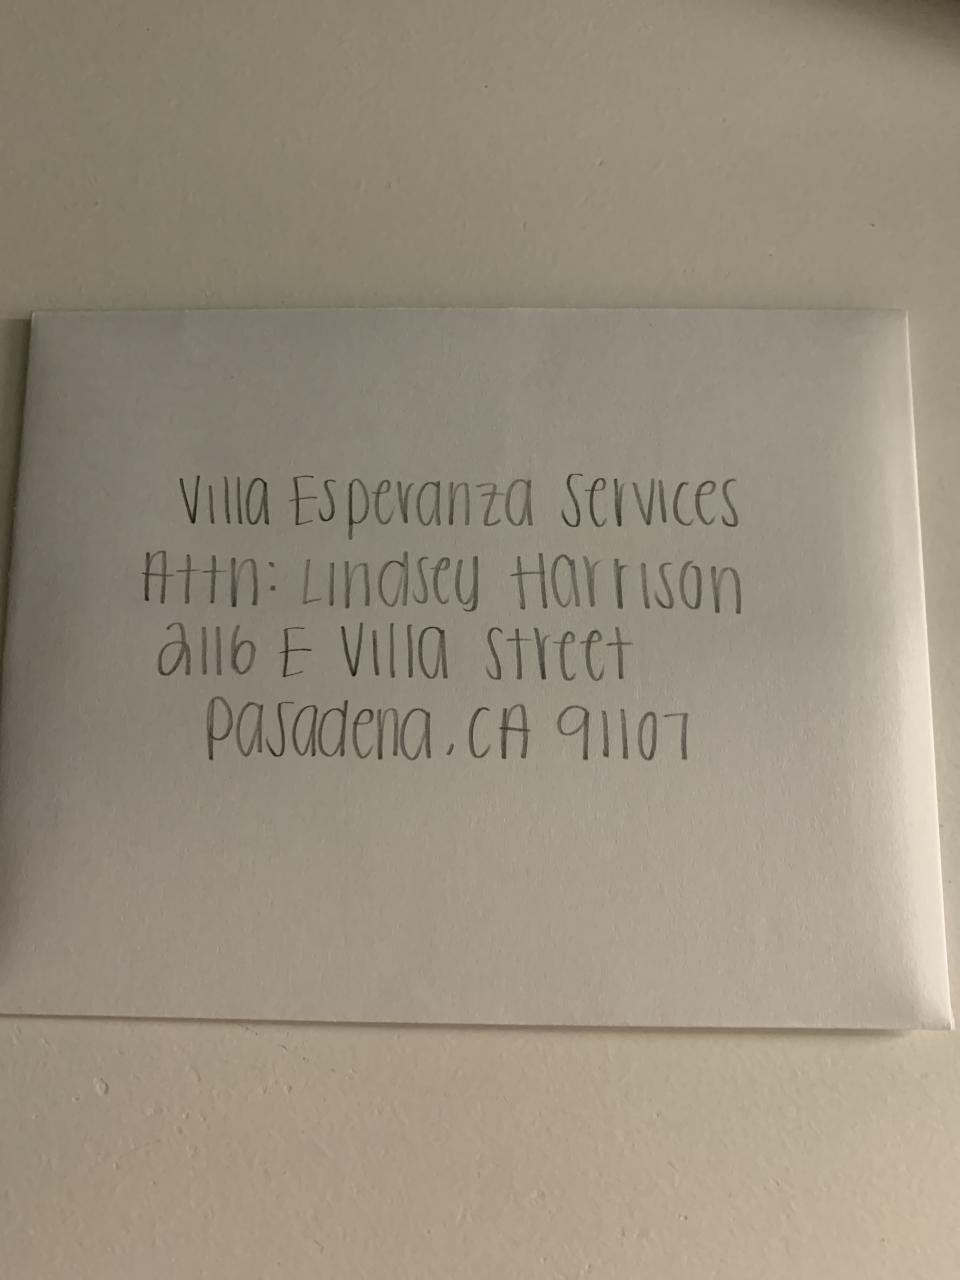 Villa Esperanza Services
Attn: Lindsey Harrison
2116 E Villa Street
Pasadena, CA 91107